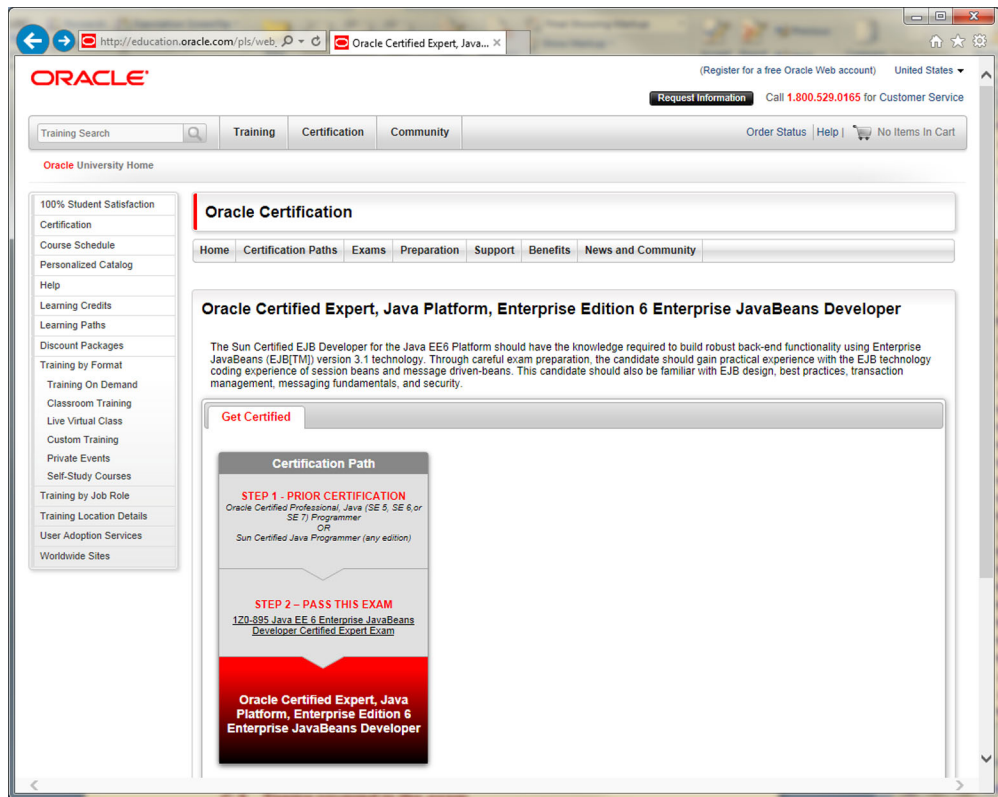 http://education.oracle.com/pls/web_
Oracle Certified Expert, Java...
ORACLE
(Register for a free Oracle Web account) United States
Request Information Call 1.800.529.0165 for Customer Service
Training Search
Training Certification Community
Order Status | Help | No Items In Cart
Oracle University Home
100% Student Satisfaction
Certification
Course Schedule
Personalized Catalog
Help
Learning Credits
Learning Paths
Discount Packages
Training by Format
Training On Demand
Classroom Training
Live Virtual Class
Custom Training
Private Events
Self-Study Courses
Training by Job Role
Training Location Details
User Adoption Services
Worldwide Sites
Oracle Certification
Home Certification Paths Exams Preparation Support Benefits News and Community
Oracle Certified Expert, Java Platform, Enterprise Edition 6 Enterprise JavaBeans Developer
The Sun Certified EJB Developer for the Java EE6 Platform should have the knowledge required to build robust back-end functionality using Enterprise
JavaBeans (EJB[TM]) version 3.1 technology. Through careful exam preparation, the candidate should gain practical experience with the EJB technology
coding experience of session beans and message driven-beans. This candidate should also be familiar with EJB design, best practices, transaction
management, messaging fundamentals, and security.
Get Certified
Certification Path
STEP 1 - PRIOR CERTIFICATION
Oracle Certified Professional, Java (SE 5, SE 6,or
SE 7) Programmer
OR
Sun Certified Java Programmer (any edition)
STEP 2 – PASS THIS EXAM
1Z0-895 Java EE 6 Enterprise JavaBeans
Developer Certified Expert Exam
Oracle Certified Expert, Java
Platform, Enterprise Edition 6
Enterprise JavaBeans Developer